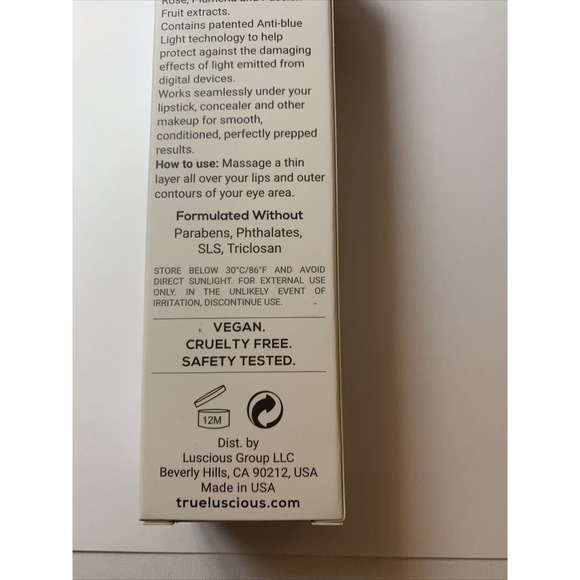 Rose, Plumeria and Passion
Fruit extracts.
Contains patented Anti-blue
Light technology to help
protect against the damaging
effects of light emitted from
digital devices.
Works seamlessly under your
lipstick, concealer and other
makeup for smooth,
conditioned, perfectly prepped
results.
How to use: Massage a thin
layer all over your lips and outer
contours of your eye area.
Formulated Without
Parabens, Phthalates,
SLS, Triclosan
STORE BELOW 30°C/86°F AND AVOID
DIRECT SUNLIGHT. FOR EXTERNAL USE
ONLY. IN THE UNLIKELY EVENT OF
IRRITATION, DISCONTINUE USE.
VEGAN.
CRUELTY FREE.
SAFETY TESTED.
12M
Dist. by
Luscious Group LLC
Beverly Hills, CA 90212, USA
Made in USA
trueluscious.com